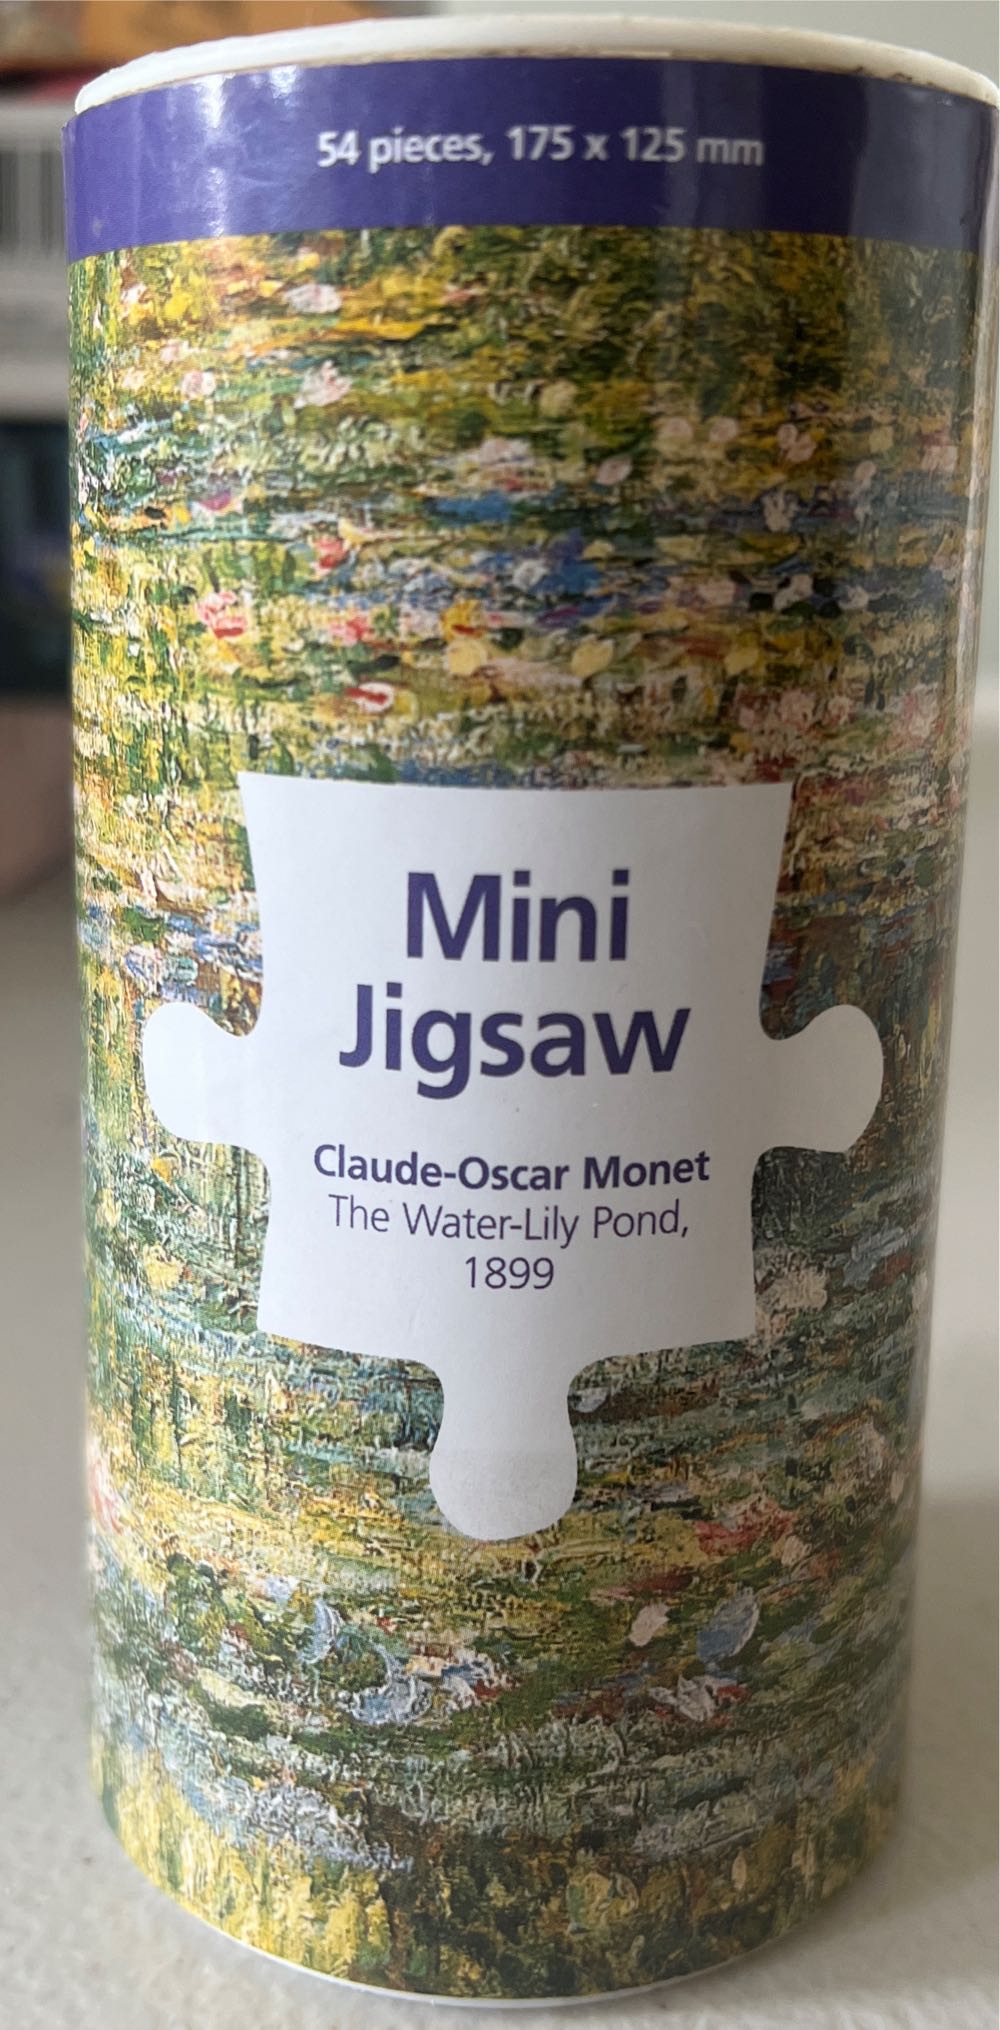 54 pieces, 175 x 125 mm
Mini
Jigsaw
Claude-Oscar Monet
The Water-Lily Pond,
1899